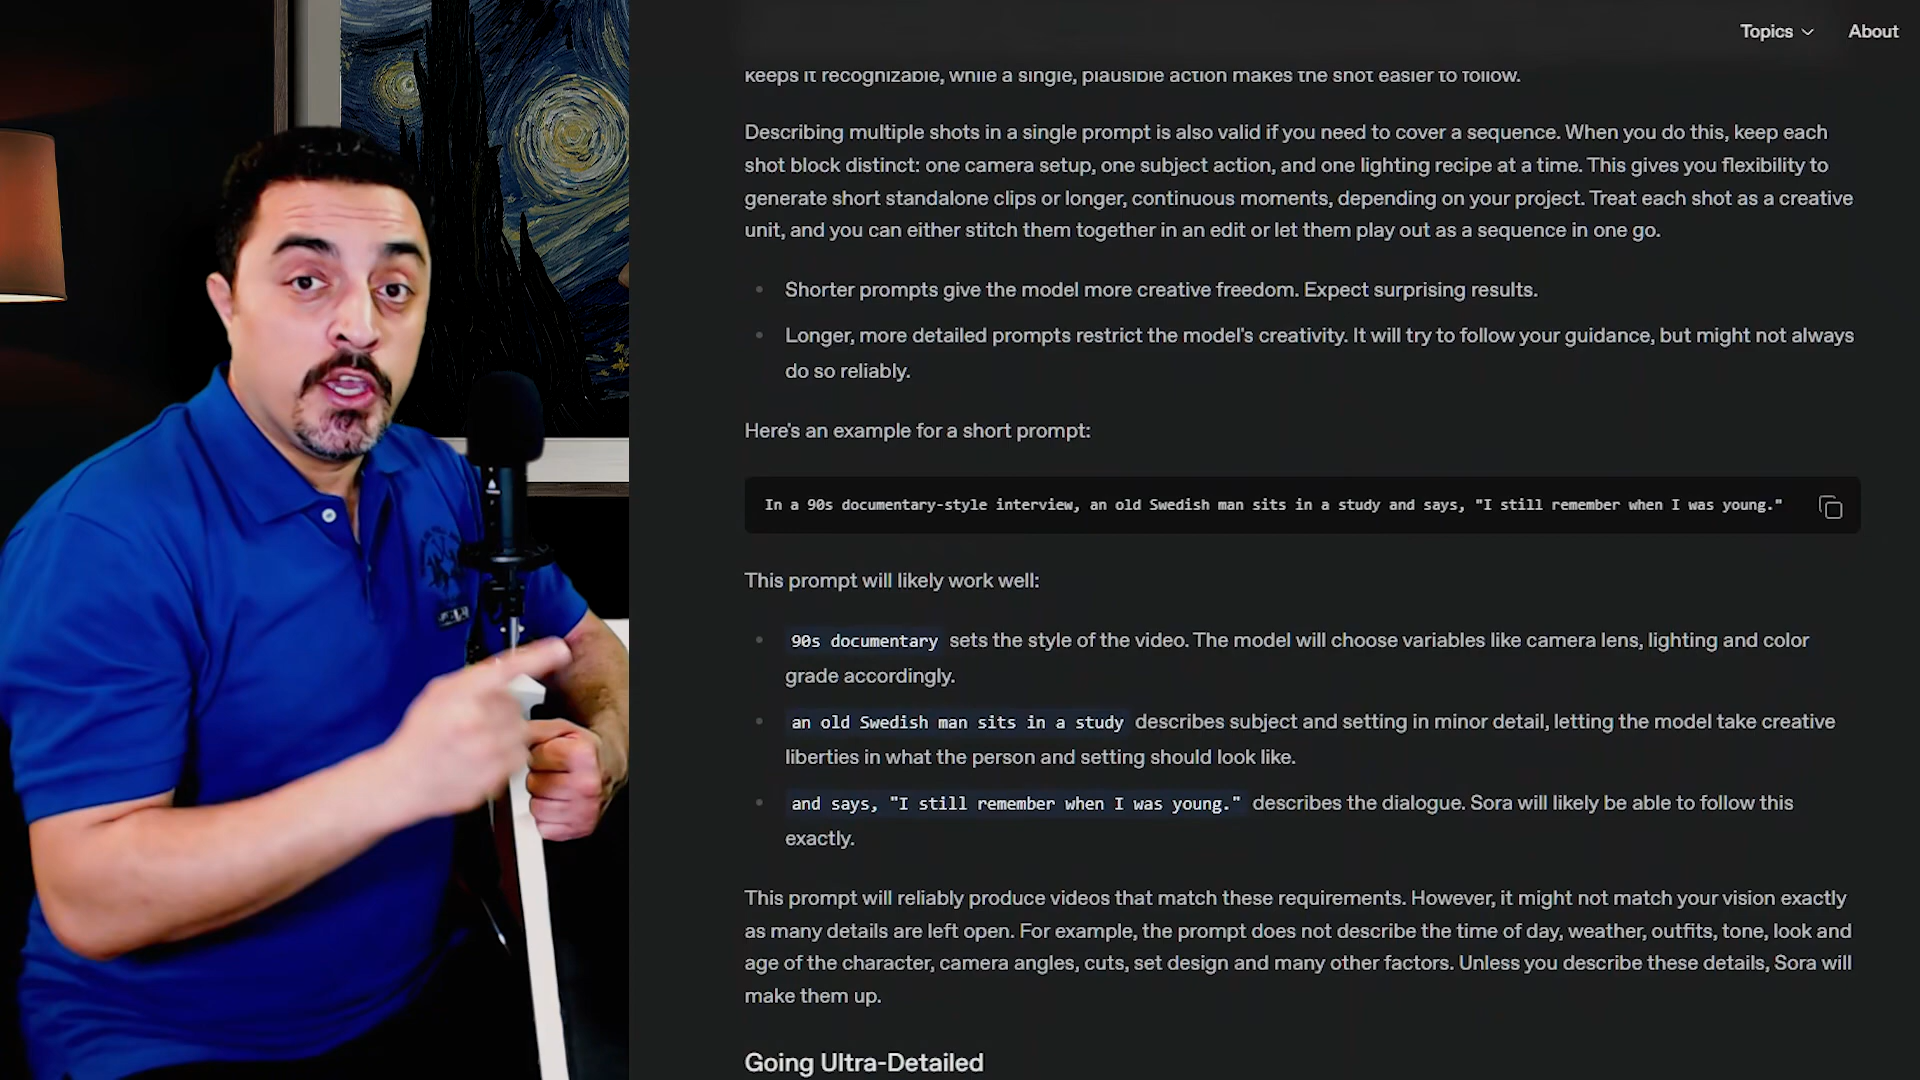 Topics
About
keeps it recognizable, while a single, plausible action makes the shot easier to follow.
Describing multiple shots in a single prompt is also valid if you need to cover a sequence. When you do this, keep each
shot block distinct: one camera setup, one subject action, and one lighting recipe at a time. This gives you flexibility to
generate short standalone clips or longer, continuous moments, depending on your project. Treat each shot as a creative
unit, and you can either stitch them together in an edit or let them play out as a sequence in one go.
Shorter prompts give the model more creative freedom. Expect surprising results.
Longer, more detailed prompts restrict the model's creativity. It will try to follow your guidance, but might not always
do so reliably.
Here's an example for a short prompt:
In a 90s documentary-style interview, an old Swedish man sits in a study and says, "I still remember when I was young."
This prompt will likely work well:
90s documentary sets the style of the video. The model will choose variables like camera lens, lighting and color
grade accordingly.
an old Swedish man sits in a study describes subject and setting in minor detail, letting the model take creative
liberties in what the person and setting should look like.
and says, "I still remember when I was young." describes the dialogue. Sora will likely be able to follow this
exactly.
This prompt will reliably produce videos that match these requirements. However, it might not match your vision exactly
as many details are left open. For example, the prompt does not describe the time of day, weather, outfits, tone, look and
age of the character, camera angles, cuts, set design and many other factors. Unless you describe these details, Sora will
make them up.
Going Ultra-Detailed